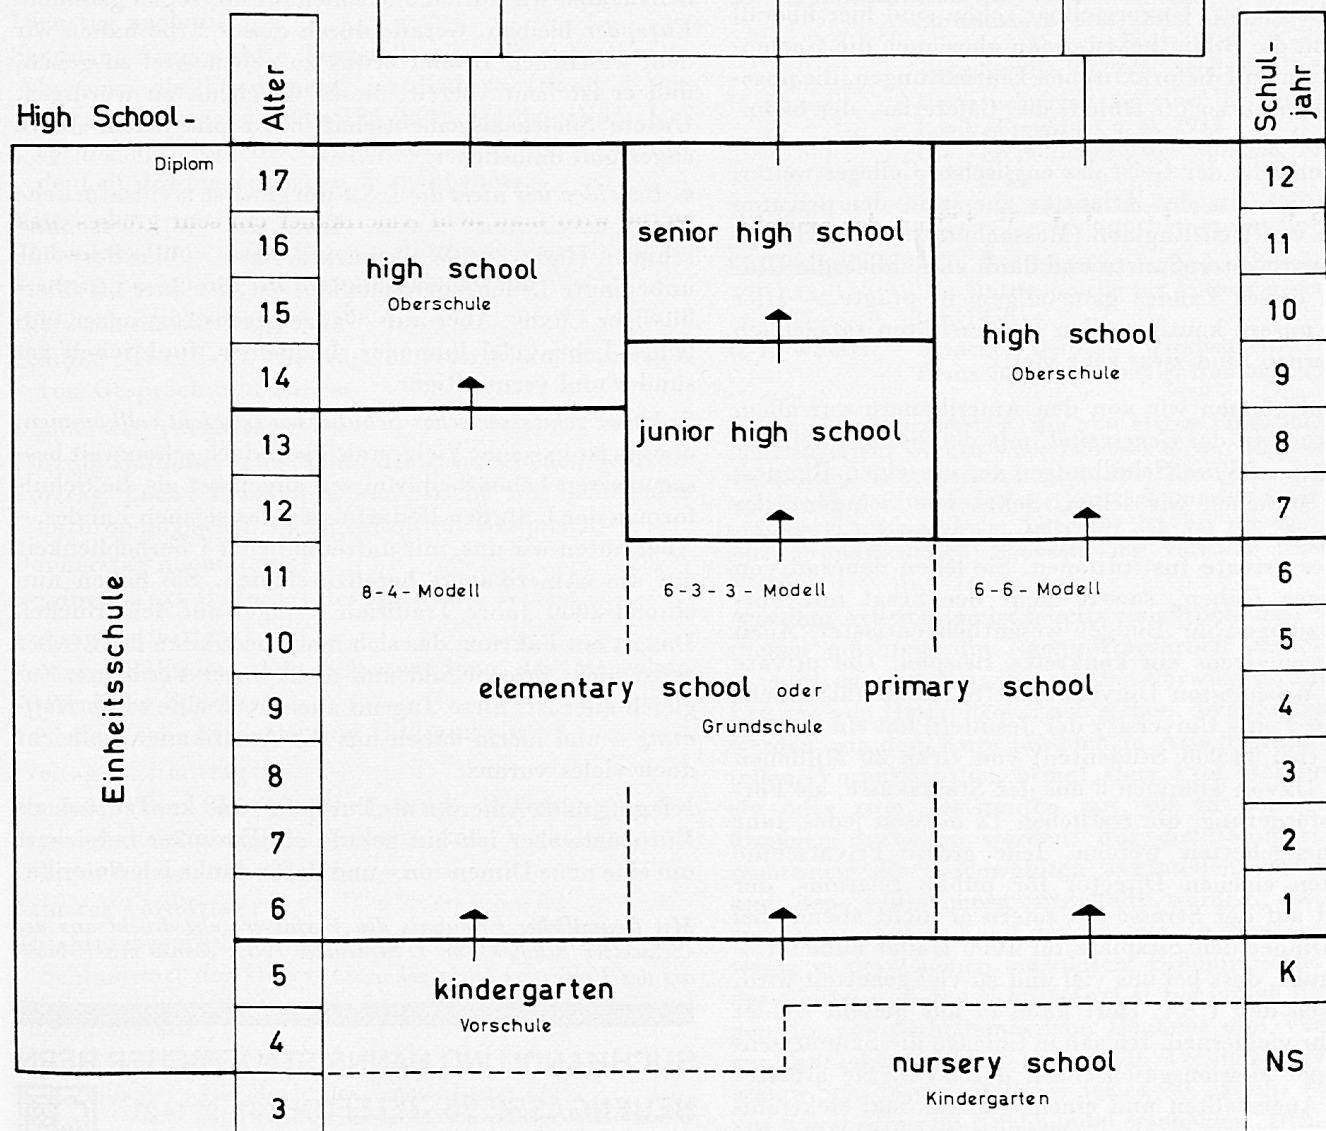 High School-
Alter
Schul-
jahr
Diplom
17
12
16
senior high school
11
high school
Oberschule
15
10
high school
Oberschule
14
9
13
junior high school
8
12
7
11
8-4-Modell
6-3-3-Modell
6-6-Modell
6
10
5
elementary school oder primary school
Grundschule
9
4
Einheitsschule
8
3
7
2
6
1
5
kindergarten
Vorschule
K
4
nursery school
Kindergarten
NS
3